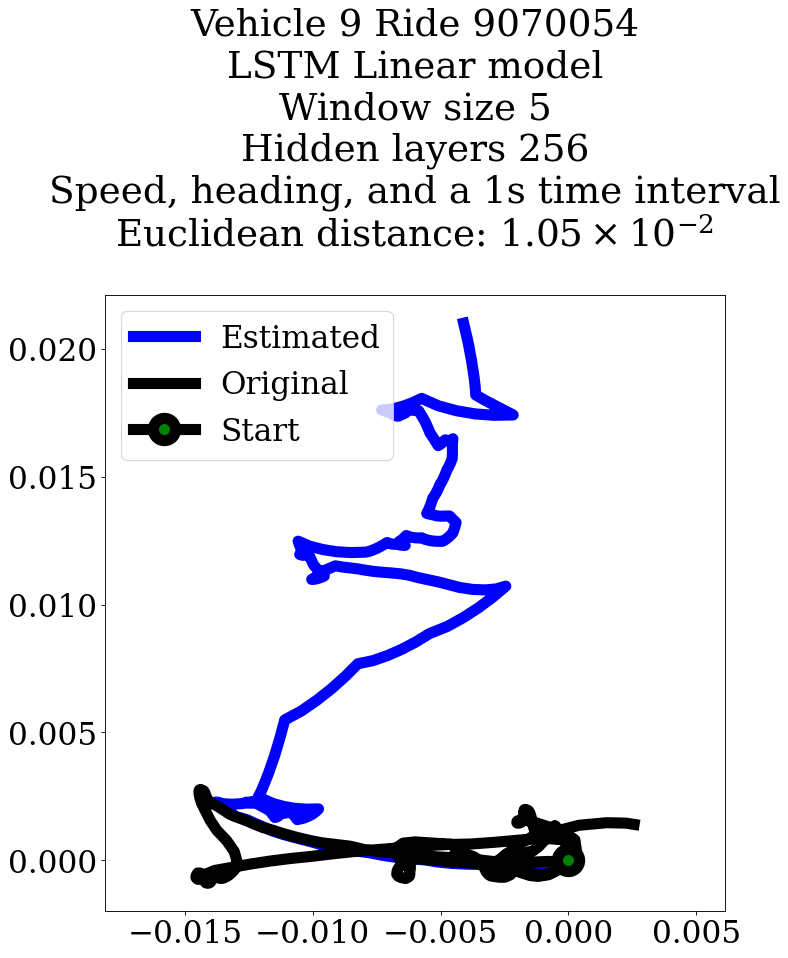 Vehicle 9 Ride 9070054
LSTM Linear model
Window size 5
Hidden layers 256
Speed, heading, and a 1s time interval
Euclidean distance: 1.05 × 10⁻²
Estimated
Original
Start
0.020
0.015
0.010
0.005
0.000
−0.015 −0.010 −0.005 0.000 0.005